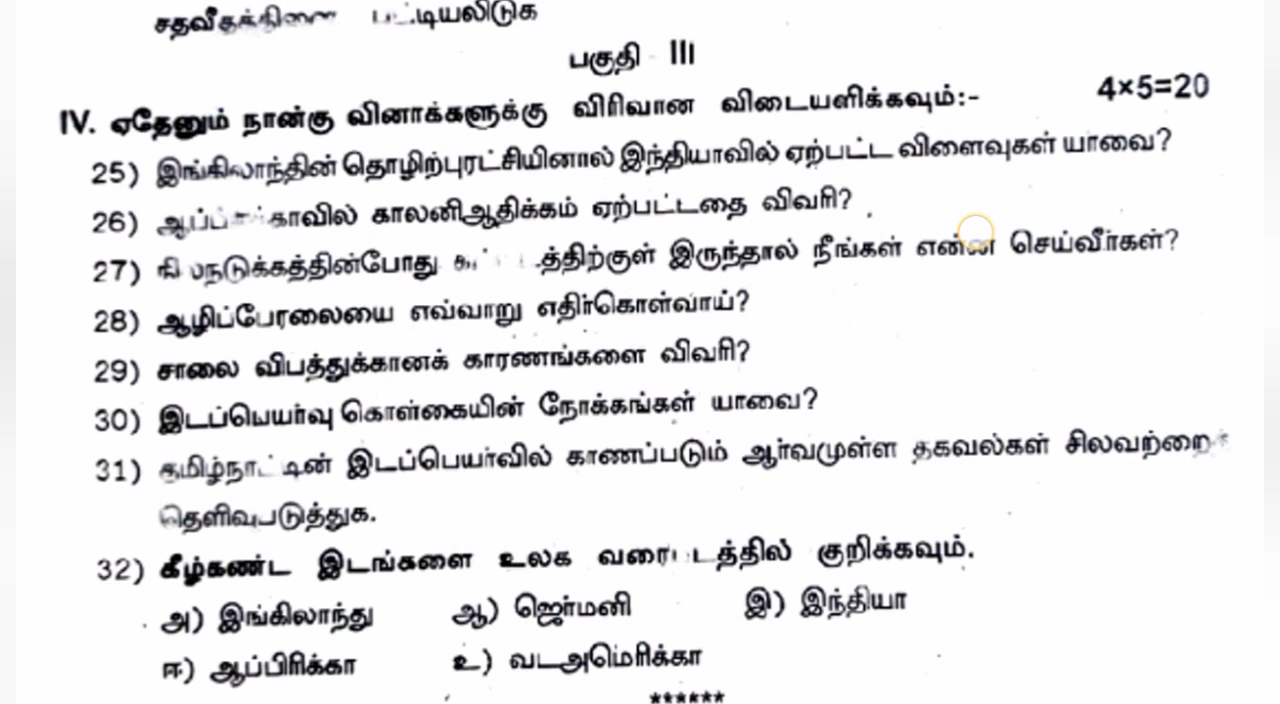 பட்டியலிடுக
பகுதி III
IV. ஏதேனும் நான்கு வினாக்களுக்கு விரிவான விடையளிக்கவும்:- 4×5=20
25) இங்கிலாந்தின் தொழிற்புரட்சியினால் இந்தியாவில் ஏற்பட்ட விளைவுகள் யாவை?
26) காலனிஆதிக்கம் ஏற்பட்டதை விவரி?
27) நிலநடுக்கத்தின்போது இருந்தால் நீங்கள் என்ன செய்வீர்கள்?
28) ஆழிப்பேரலையை எவ்வாறு எதிர்கொள்வாய்?
29) சாலை விபத்துக்கானக் காரணங்களை விவரி?
30) இடப்பெயர்வு கொள்கையின் நோக்கங்கள் யாவை?
31) தமிழ்நாட்டின் இடப்பெயர்வில் காணப்படும் ஆர்வமுள்ள தகவல்கள் சிலவற்றை
தெளிவுபடுத்துக.
32) கீழ்கண்ட இடங்களை உலக வரைபடத்தில் குறிக்கவும்.
அ) இங்கிலாந்து ஆ) ஜெர்மனி இ) இந்தியா
ஈ) ஆப்பிரிக்கா உ) வடஅமெரிக்கா
******